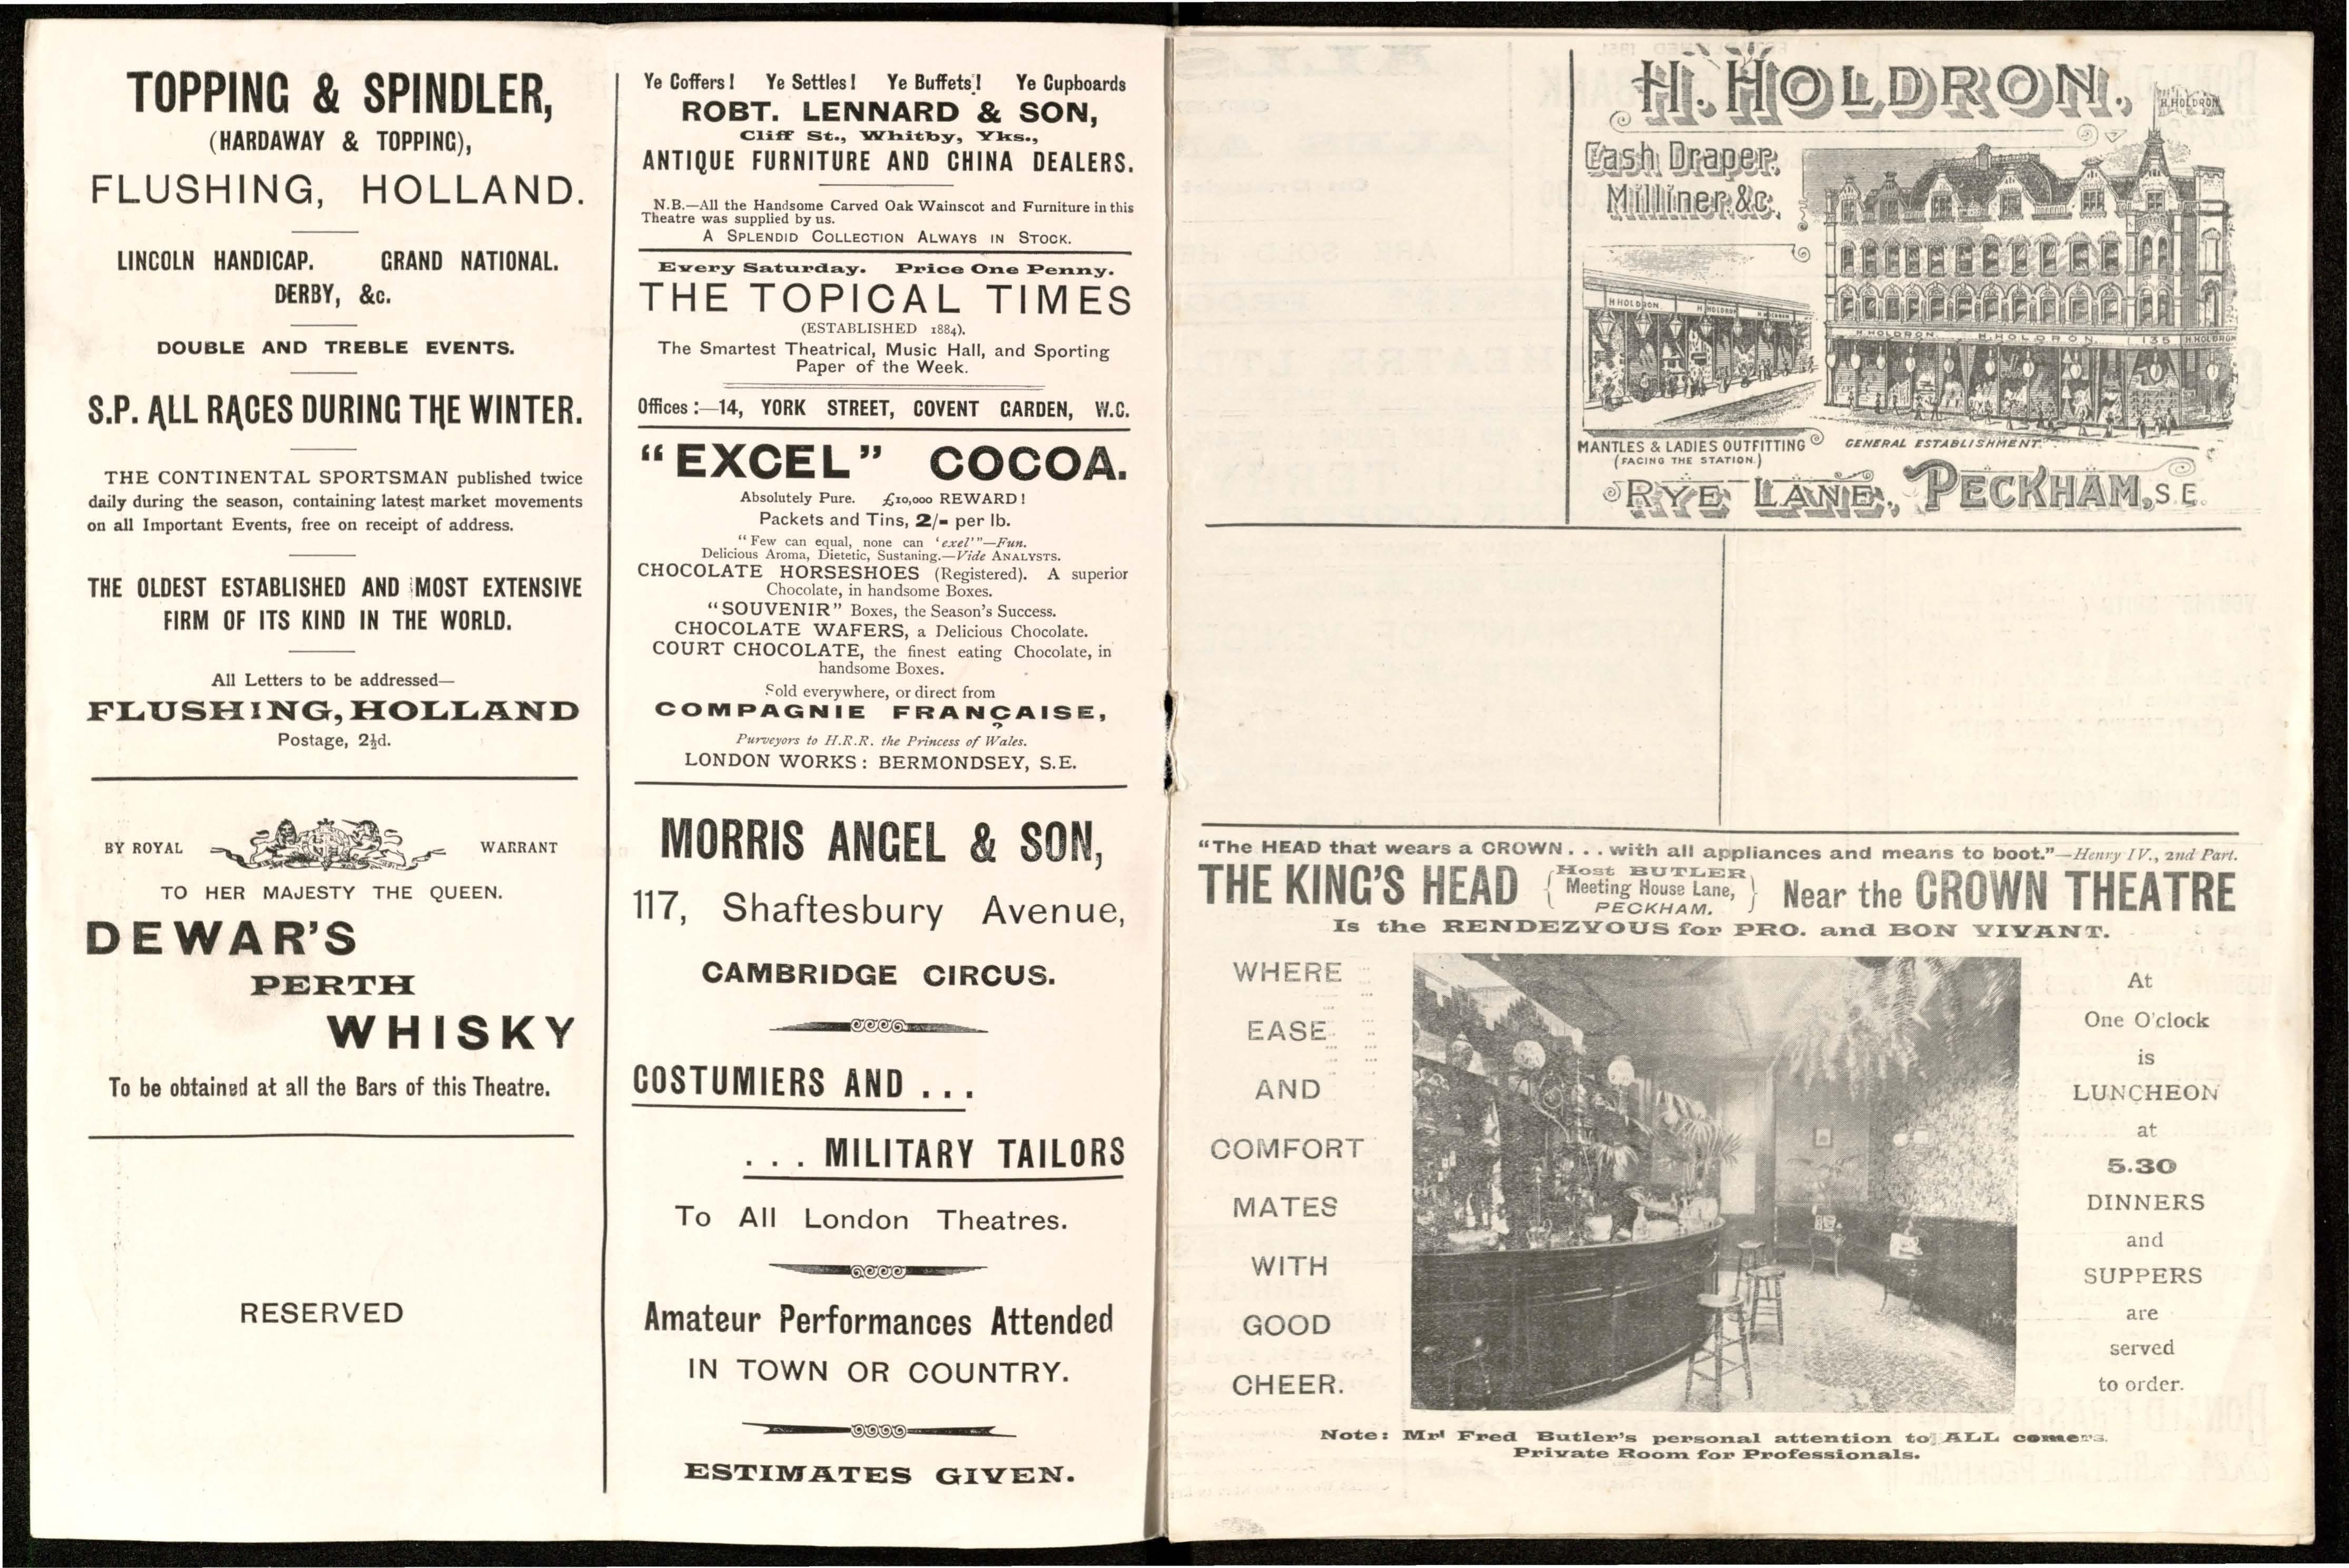 TOPPING & SPINDLER,
(HARDAWAY & TOPPING),
FLUSHING, HOLLAND.
LINCOLN HANDICAP. GRAND NATIONAL.
DERBY, &c.
DOUBLE AND TREBLE EVENTS.
S.P. ALL RACES DURING THE WINTER.
THE CONTINENTAL SPORTSMAN published twice
daily during the season, containing latest market movements
on all Important Events, free on receipt of address.
THE OLDEST ESTABLISHED AND MOST EXTENSIVE
FIRM OF ITS KIND IN THE WORLD.
All Letters to be addressed—
FLUSHING, HOLLAND
Postage, 2½d.
BY ROYAL WARRANT
TO HER MAJESTY THE QUEEN.
DEWAR'S
PERTH
WHISKY
To be obtained at all the Bars of this Theatre.
RESERVED
Ye Coffers! Ye Settles! Ye Buffets! Ye Cupboards
ROBT. LENNARD & SON,
Cliff St., Whitby, Yks.,
ANTIQUE FURNITURE AND CHINA DEALERS.
N.B.—All the Handsome Carved Oak Wainscot and Furniture in this
Theatre was supplied by us.
A SPLENDID COLLECTION ALWAYS IN STOCK.
Every Saturday. Price One Penny.
THE TOPICAL TIMES
(ESTABLISHED 1884).
The Smartest Theatrical, Music Hall, and Sporting
Paper of the Week.
Offices:—14, YORK STREET, COVENT GARDEN, W.C.
"EXCEL" COCOA.
Absolutely Pure. £10,000 REWARD!
Packets and Tins, 2/- per lb.
"Few can equal, none can 'exel'"—Fun.
Delicious Aroma, Dietetic, Sustaning.—Vide ANALYSTS.
CHOCOLATE HORSESHOES (Registered). A superior
Chocolate, in handsome Boxes.
"SOUVENIR" Boxes, the Season's Success.
CHOCOLATE WAFERS, a Delicious Chocolate.
COURT CHOCOLATE, the finest eating Chocolate, in
handsome Boxes.
Sold everywhere, or direct from
COMPAGNIE FRANÇAISE,
Purveyors to H.R.R. the Princess of Wales.
LONDON WORKS: BERMONDSEY, S.E.
MORRIS ANGEL & SON,
117, Shaftesbury Avenue,
CAMBRIDGE CIRCUS.
COSTUMIERS AND ...
... MILITARY TAILORS
To All London Theatres.
Amateur Performances Attended
IN TOWN OR COUNTRY.
ESTIMATES GIVEN.
H. HOLDRON,
H. HOLDRON
Cash Draper,
Milliner &c,
H HOLDRON H HOLDRON H HOLDRON
H. HOLDRON. H. HOLDRON. 135 H HOLDRON
MANTLES & LADIES OUTFITTING
(FACING THE STATION.)
GENERAL ESTABLISHMENT.
RYE LANE, PECKHAM, S.E.
"The HEAD that wears a CROWN . . . with all appliances and means to boot."—Henry IV., 2nd Part.
THE KING'S HEAD { Host BUTLER
Meeting House Lane,
PECKHAM. } Near the CROWN THEATRE
Is the RENDEZVOUS for PRO. and BON VIVANT.
WHERE
EASE
AND
COMFORT
MATES
WITH
GOOD
CHEER.
At
One O'clock
is
LUNCHEON
at
5.30
DINNERS
and
SUPPERS
are
served
to order.
Note: Mr Fred Butler's personal attention to ALL comers.
Private Room for Professionals.